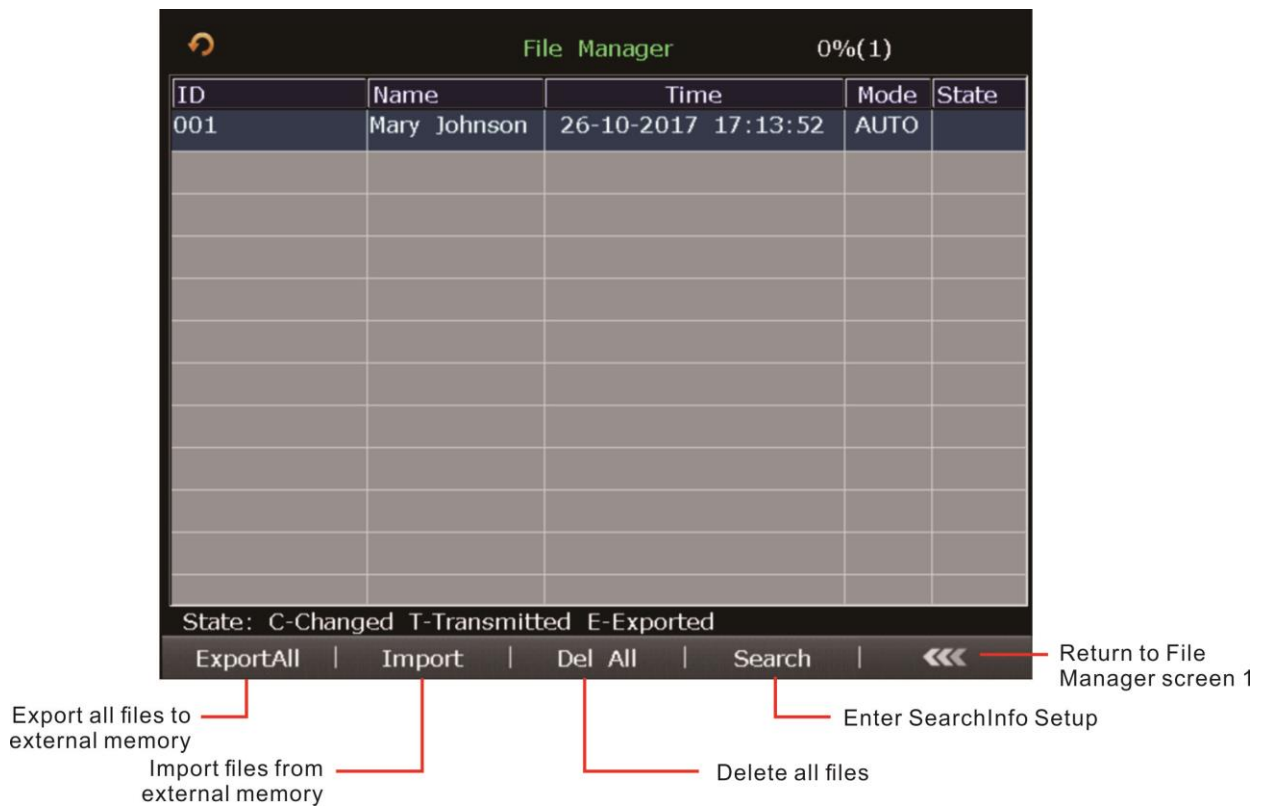 File Manager 0%(1)
ID Name Time Mode State
001 Mary Johnson 26-10-2017 17:13:52 AUTO
State: C-Changed T-Transmitted E-Exported
ExportAll | Import | Del All | Search |
Return to File
Manager screen 1
Export all files to
external memory
Enter SearchInfo Setup
Import files from
external memory
Delete all files